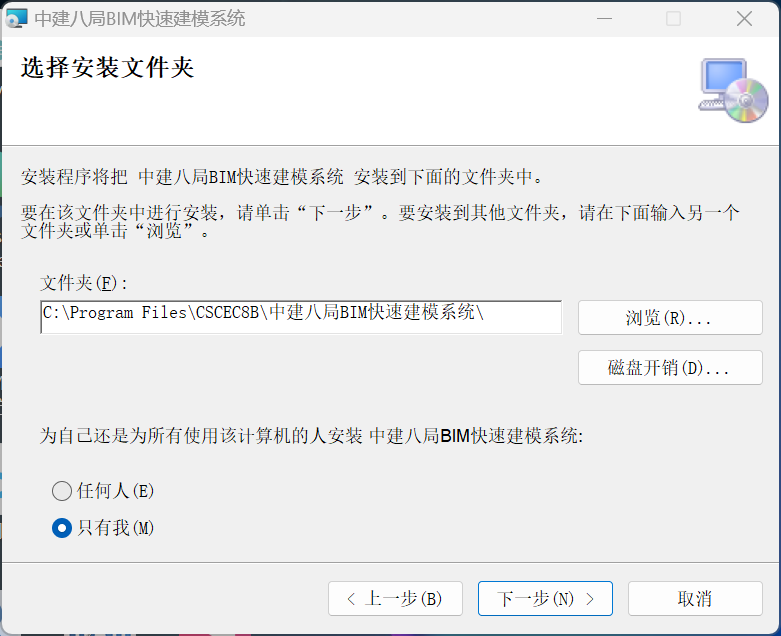 中建八局BIM快速建模系统
选择安装文件夹
安装程序将把 中建八局BIM快速建模系统 安装到下面的文件夹中。
要在该文件夹中进行安装，请单击“下一步”。要安装到其他文件夹，请在下面输入另一个
文件夹或单击“浏览”。
文件夹(F):
C:\Program Files\CSCEC8B\中建八局BIM快速建模系统\
浏览(R)...
磁盘开销(D)...
为自己还是为所有使用该计算机的人安装 中建八局BIM快速建模系统:
任何人(E)
只有我(M)
< 上一步(B)
下一步(N) >
取消